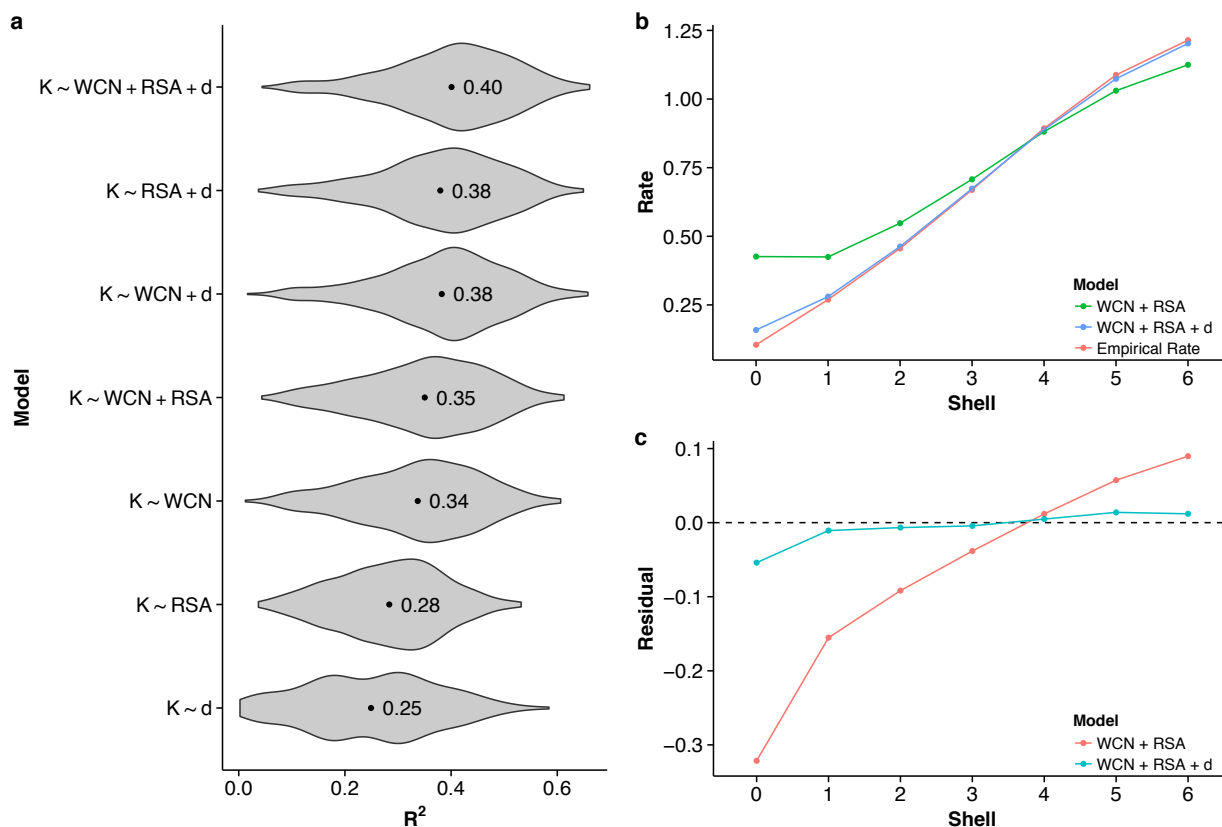 a
Model
K ~ WCN + RSA + d
0.40
K ~ RSA + d
0.38
K ~ WCN + d
0.38
K ~ WCN + RSA
0.35
K ~ WCN
0.34
K ~ RSA
0.28
K ~ d
0.25
0.0 0.2 0.4 0.6
R²
b
Rate
1.25
1.00
0.75
0.50
0.25
Model
WCN + RSA
WCN + RSA + d
Empirical Rate
0 1 2 3 4 5 6
Shell
c
Residual
0.1
0.0
−0.1
−0.2
−0.3
Model
WCN + RSA
WCN + RSA + d
0 1 2 3 4 5 6
Shell